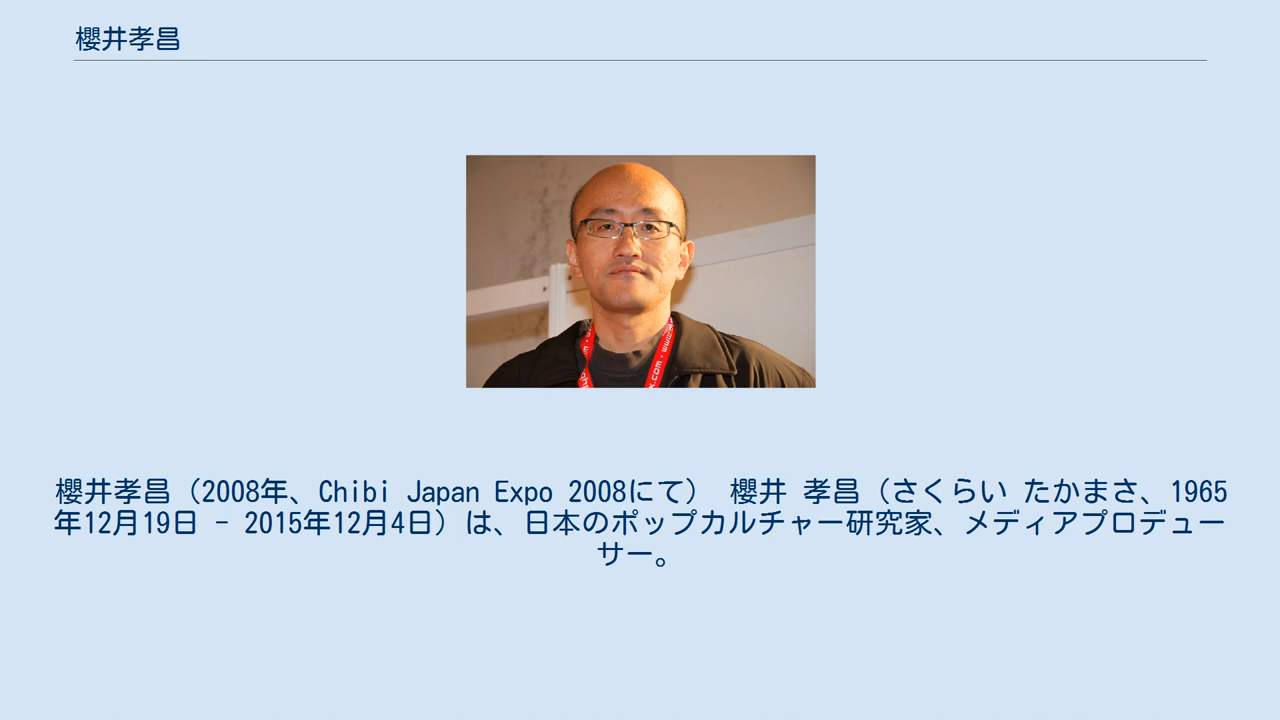 櫻井孝昌
櫻井孝昌（2008年、Chibi Japan Expo 2008にて） 櫻井 孝昌（さくらい たかまさ、1965
年12月19日 - 2015年12月4日）は、日本のポップカルチャー研究家、メディアプロデュー
サー。